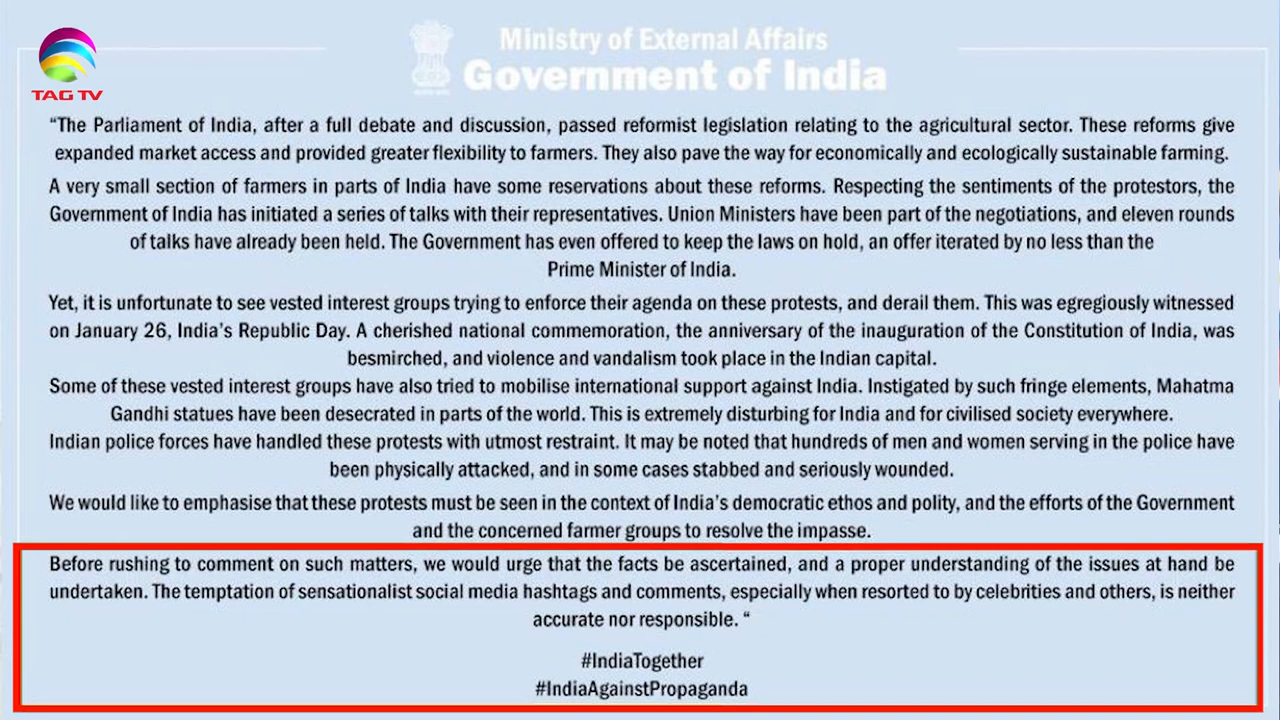 TAG TV
Ministry of External Affairs
Government of India
“The Parliament of India, after a full debate and discussion, passed reformist legislation relating to the agricultural sector. These reforms give
expanded market access and provided greater flexibility to farmers. They also pave the way for economically and ecologically sustainable farming.
A very small section of farmers in parts of India have some reservations about these reforms. Respecting the sentiments of the protestors, the
Government of India has initiated a series of talks with their representatives. Union Ministers have been part of the negotiations, and eleven rounds
of talks have already been held. The Government has even offered to keep the laws on hold, an offer iterated by no less than the
Prime Minister of India.
Yet, it is unfortunate to see vested interest groups trying to enforce their agenda on these protests, and derail them. This was egregiously witnessed
on January 26, India’s Republic Day. A cherished national commemoration, the anniversary of the inauguration of the Constitution of India, was
besmirched, and violence and vandalism took place in the Indian capital.
Some of these vested interest groups have also tried to mobilise international support against India. Instigated by such fringe elements, Mahatma
Gandhi statues have been desecrated in parts of the world. This is extremely disturbing for India and for civilised society everywhere.
Indian police forces have handled these protests with utmost restraint. It may be noted that hundreds of men and women serving in the police have
been physically attacked, and in some cases stabbed and seriously wounded.
We would like to emphasise that these protests must be seen in the context of India’s democratic ethos and polity, and the efforts of the Government
and the concerned farmer groups to resolve the impasse.
Before rushing to comment on such matters, we would urge that the facts be ascertained, and a proper understanding of the issues at hand be
undertaken. The temptation of sensationalist social media hashtags and comments, especially when resorted to by celebrities and others, is neither
accurate nor responsible. “
#IndiaTogether
#IndiaAgainstPropaganda